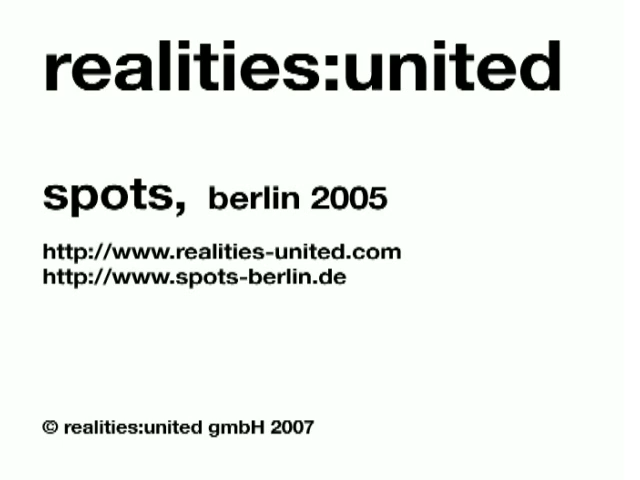 realities:united
spots, berlin 2005
http://www.realities-united.com
http://www.spots-berlin.de
© realities:united gmbH 2007